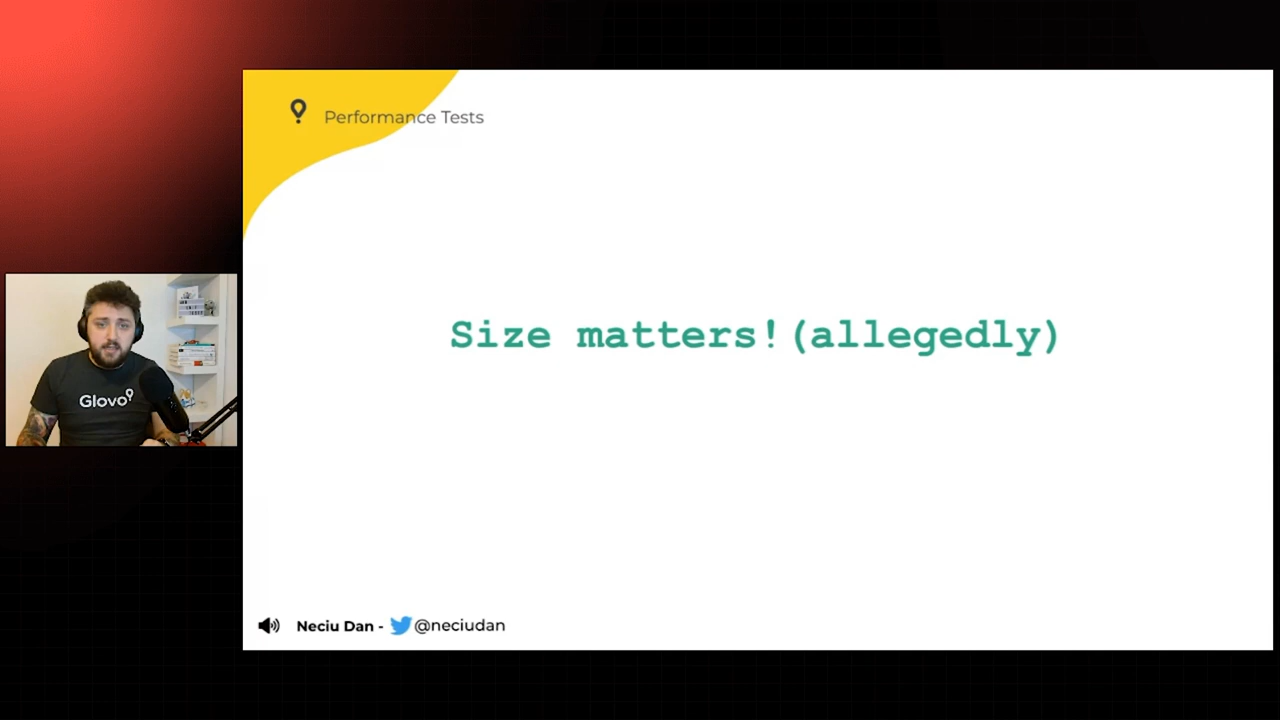 Performance Tests
Size matters!(allegedly)
Glovo
Neciu Dan - @neciudan